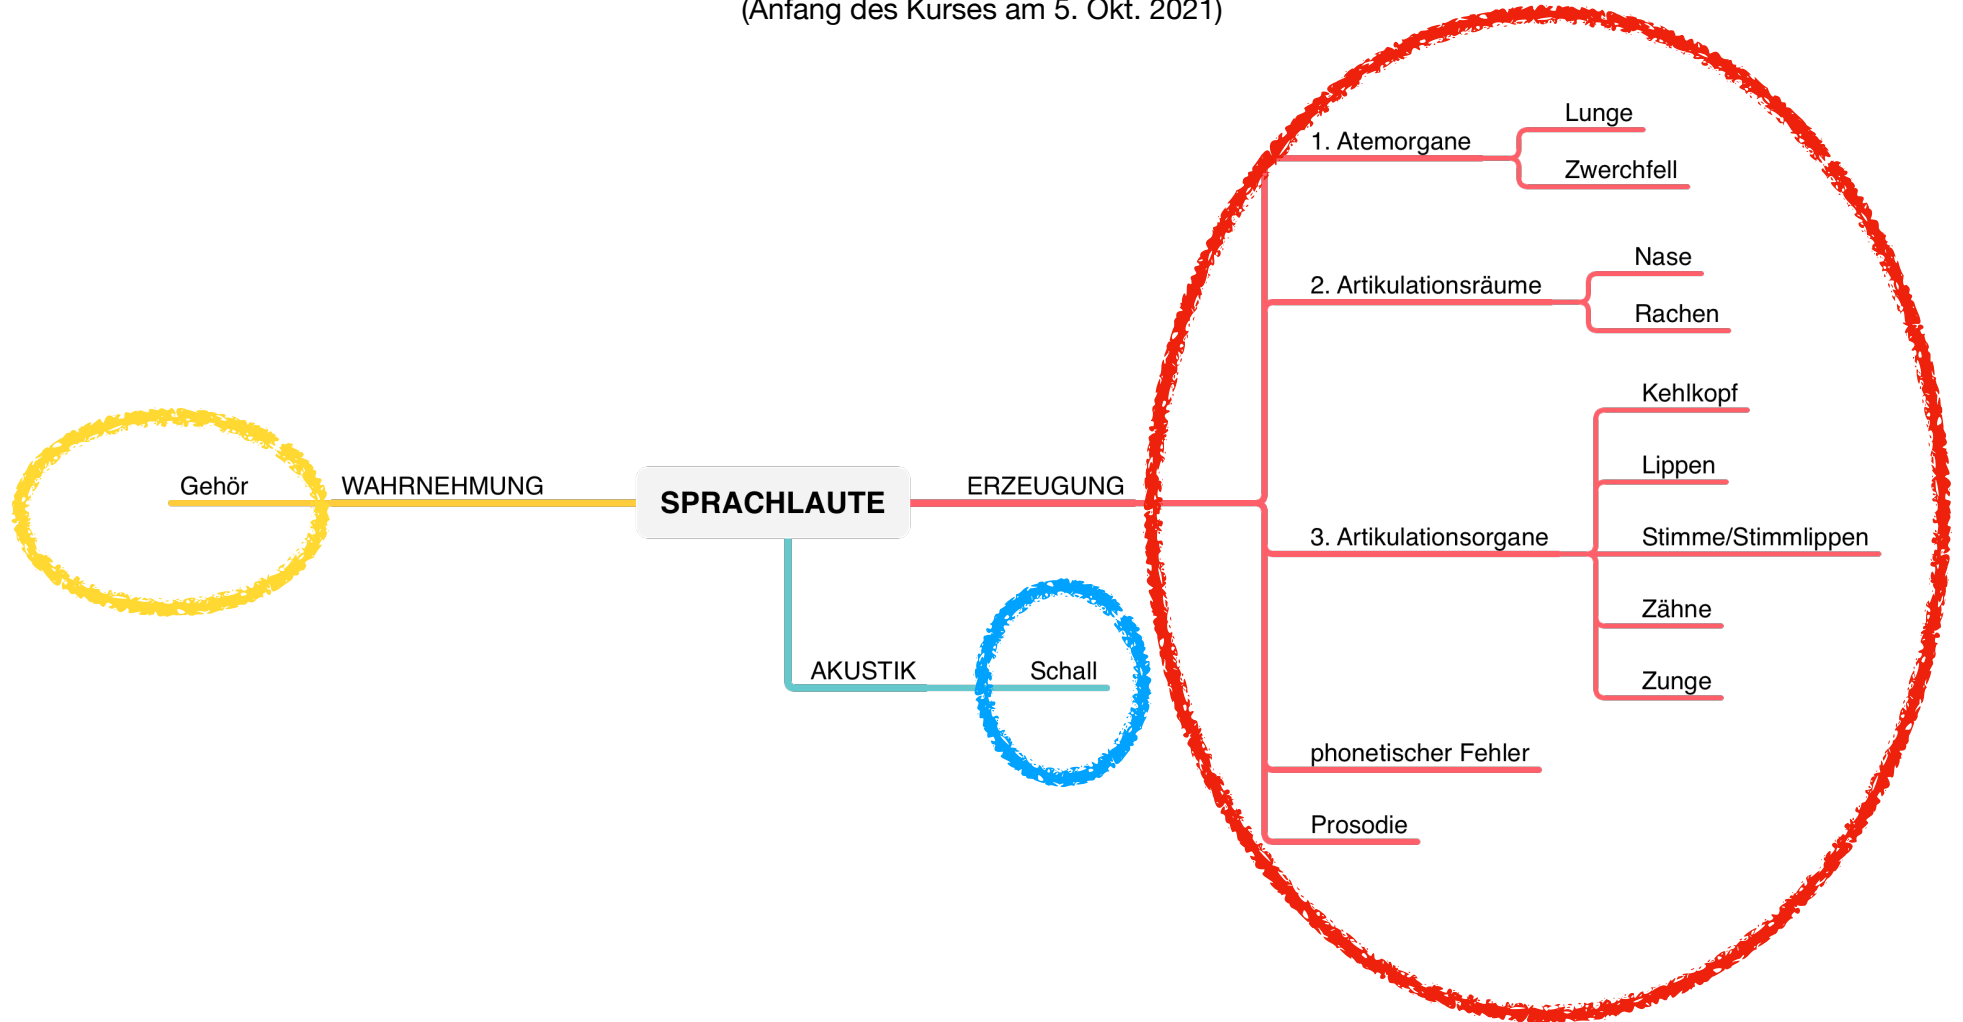 (Anfang des Kurses am 5. Okt. 2021)
Lunge
1. Atemorgane
Zwerchfell
Nase
2. Artikulationsräume
Rachen
Kehlkopf
Lippen
Gehör
WAHRNEHMUNG
SPRACHLAUTE
ERZEUGUNG
3. Artikulationsorgane
Stimme/Stimmlippen
Zähne
AKUSTIK
Schall
Zunge
phonetischer Fehler
Prosodie